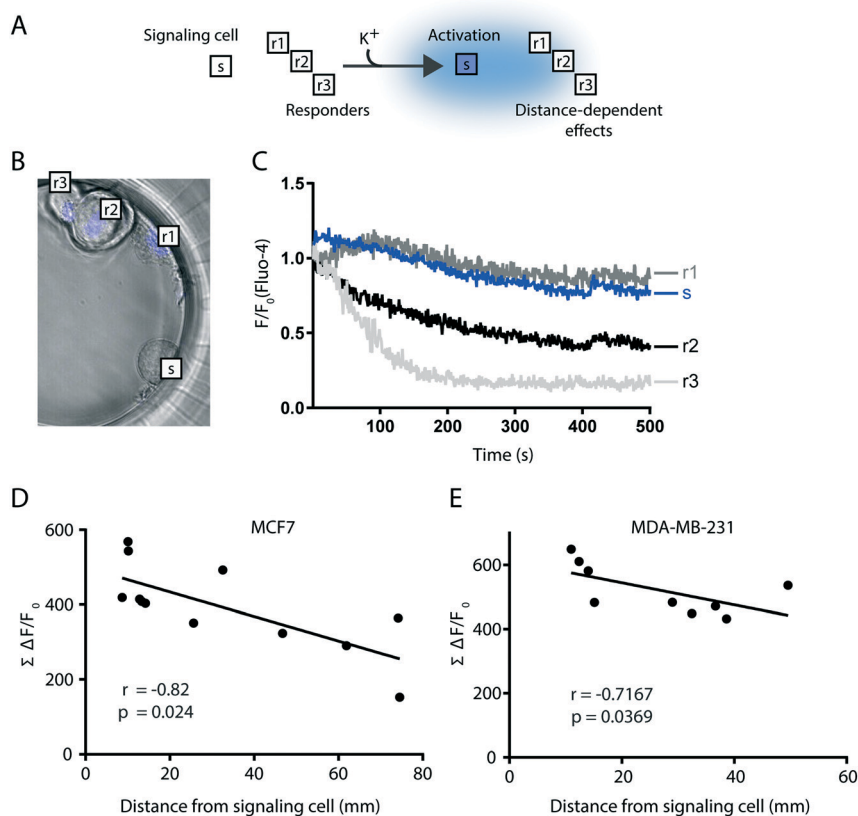 A
Signaling cell
s
r1
r2
r3
Responders
K+
Activation
s
r1
r2
r3
Distance-dependent
effects
B
r3
r2
r1
s
C
F/F0(Fluo-4)
1.5
1.0
0.5
0.0
100 200 300 400 500
Time (s)
r1
s
r2
r3
D
MCF7
Σ ΔF/F0
600
400
200
0
0 20 40 60 80
r = -0.82
p = 0.024
Distance from signaling cell (mm)
E
MDA-MB-231
Σ ΔF/F0
600
400
200
0
0 20 40 60
r = -0.7167
p = 0.0369
Distance from signaling cell (mm)